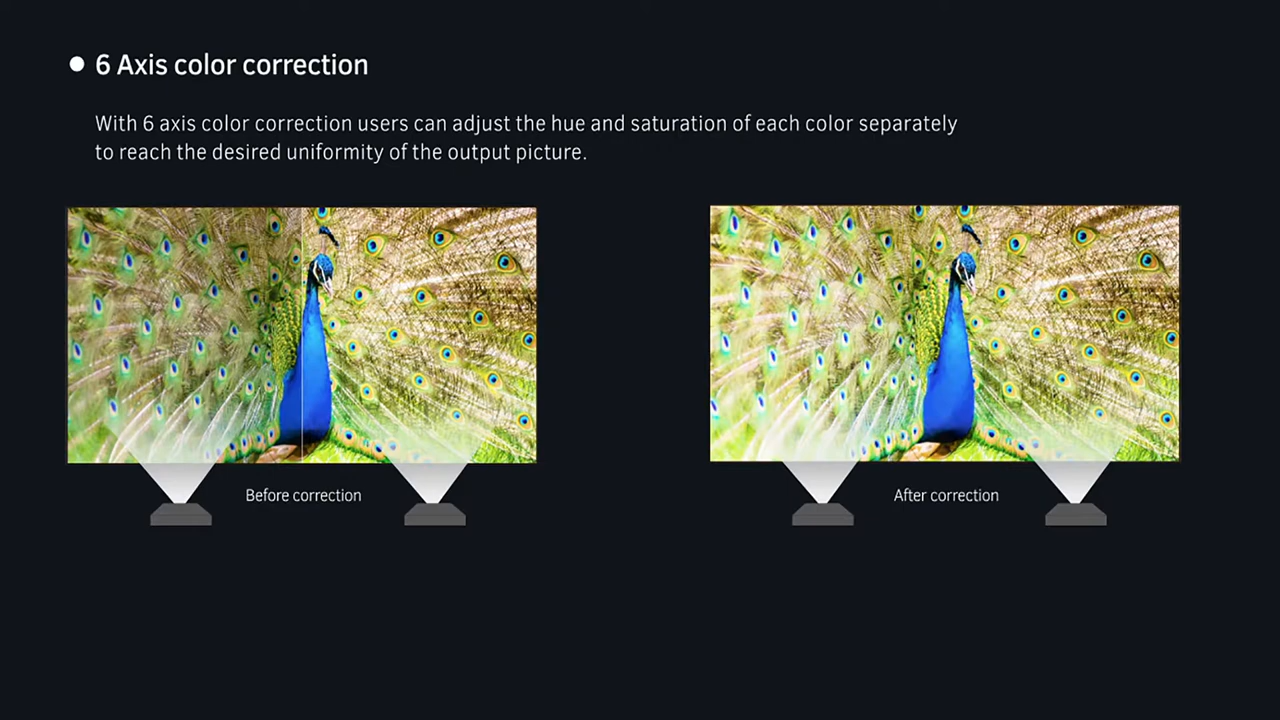 6 Axis color correction
With 6 axis color correction users can adjust the hue and saturation of each color separately
to reach the desired uniformity of the output picture.
Before correction
After correction